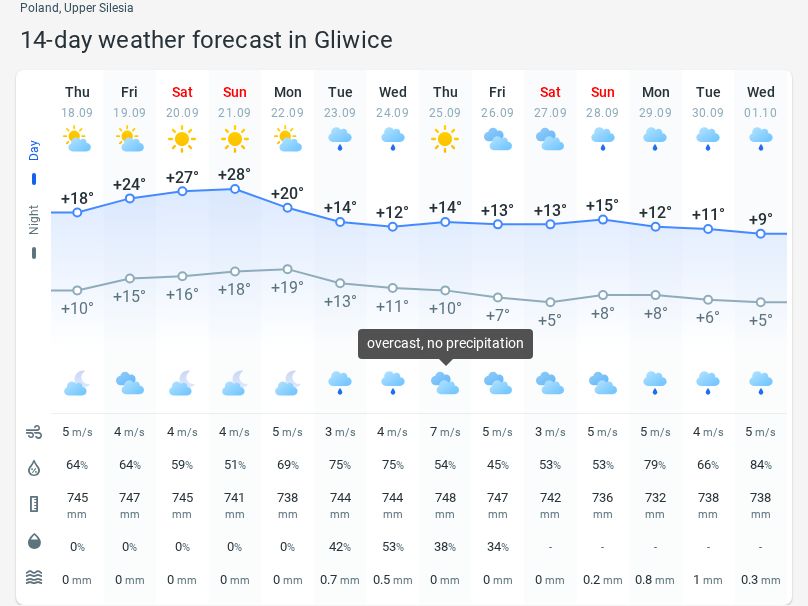 Poland, Upper Silesia
14-day weather forecast in Gliwice
Thu Fri Sat Sun Mon Tue Wed Thu Fri Sat Sun Mon Tue Wed
18.09 19.09 20.09 21.09 22.09 23.09 24.09 25.09 26.09 27.09 28.09 29.09 30.09 01.10
Day
+18° +24° +27° +28° +20° +14° +12° +14° +13° +13° +15° +12° +11° +9°
Night
+10° +15° +16° +18° +19° +13° +11° +10° +7° +5° +8° +8° +6° +5°
overcast, no precipitation
5 m/s 4 m/s 4 m/s 4 m/s 5 m/s 3 m/s 4 m/s 7 m/s 5 m/s 3 m/s 5 m/s 5 m/s 4 m/s 5 m/s
64% 64% 59% 51% 69% 75% 75% 54% 45% 53% 53% 79% 66% 84%
745 747 745 741 738 744 744 748 747 742 736 732 738 738
mm mm mm mm mm mm mm mm mm mm mm mm mm mm
0% 0% 0% 0% 0% 42% 53% 38% 34% - - - - -
0 mm 0 mm 0 mm 0 mm 0 mm 0.7 mm 0.5 mm 0 mm 0 mm 0 mm 0.2 mm 0.8 mm 1 mm 0.3 mm